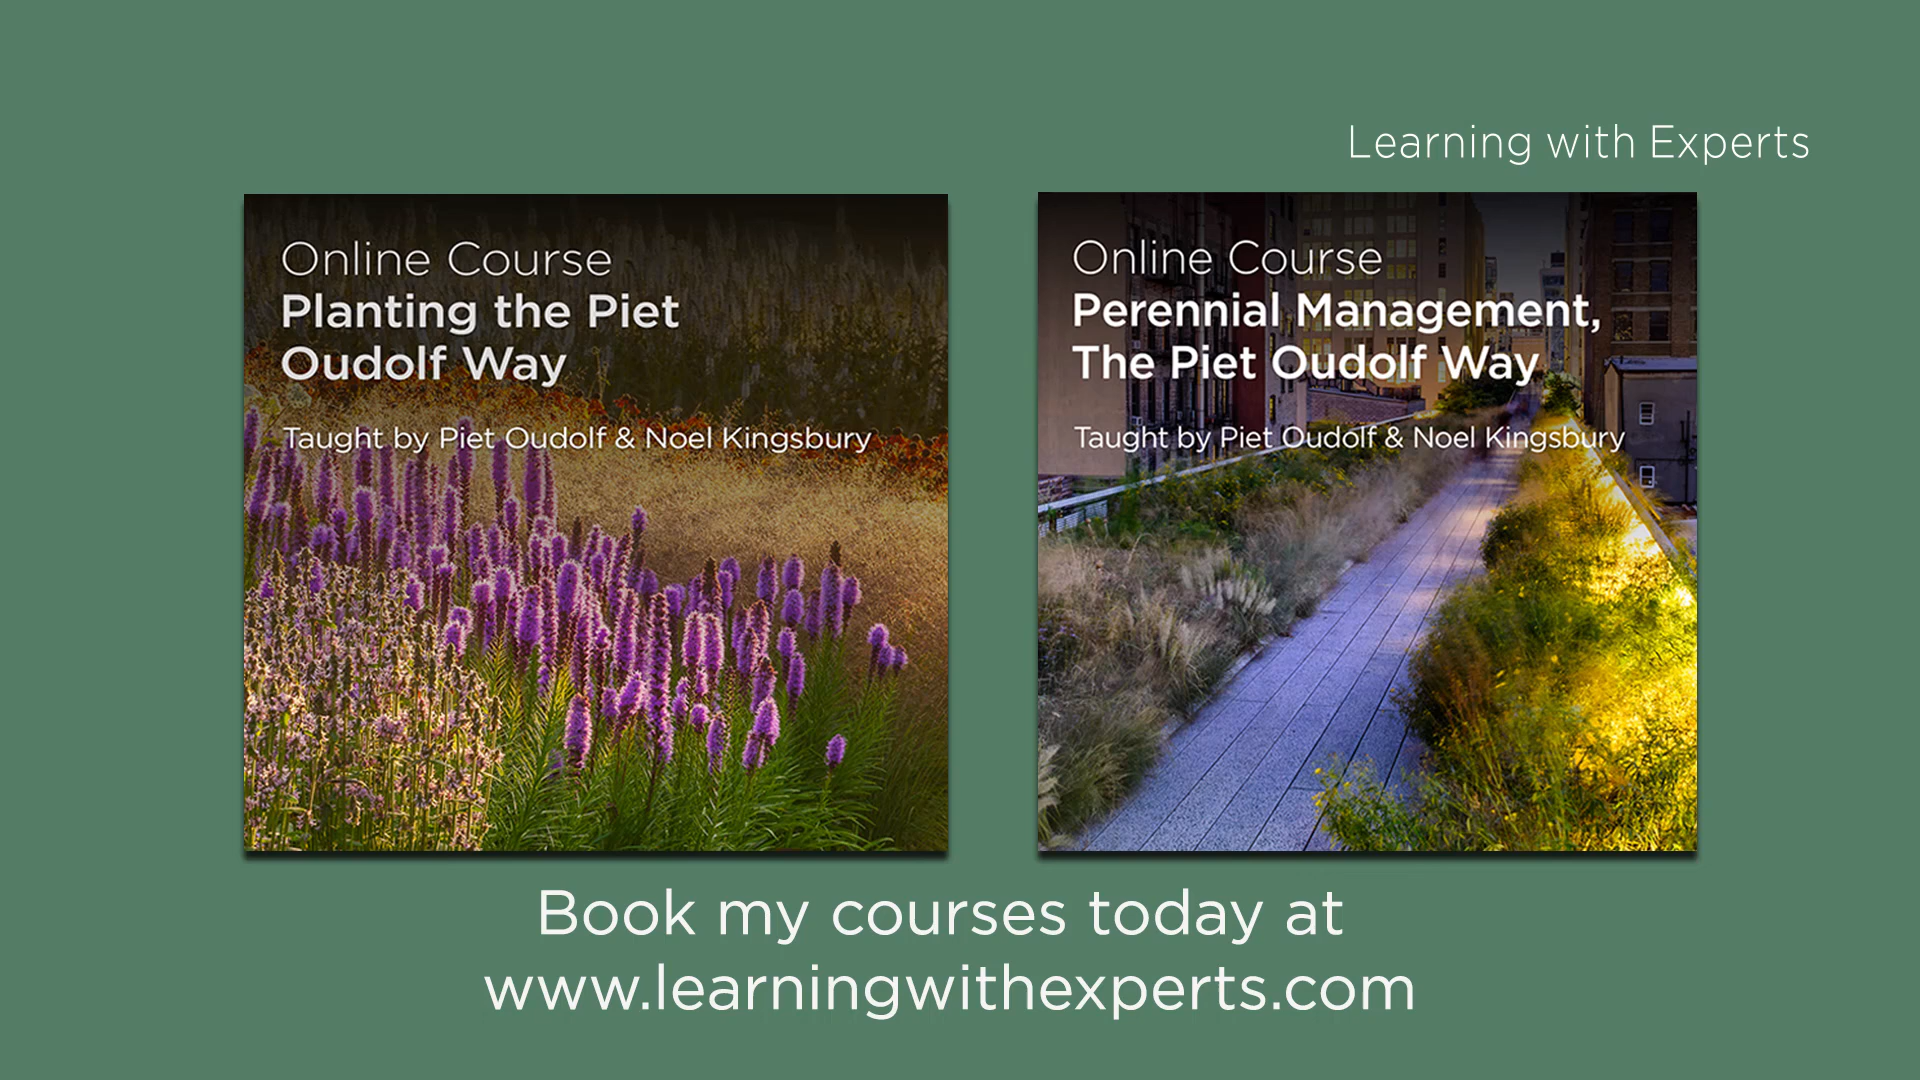 Learning with Experts
Online Course
Planting the Piet
Oudolf Way
Taught by Piet Oudolf & Noel Kingsbury
Online Course
Perennial Management,
The Piet Oudolf Way
Taught by Piet Oudolf & Noel Kingsbury
Book my courses today at
www.learningwithexperts.com